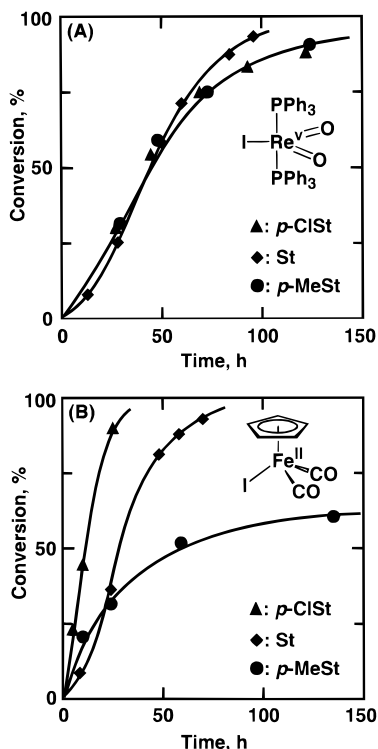 (A)
100
50
0
Conversion, %
PPh3
I Re V O
O
PPh3
▲: p-ClSt
◆: St
●: p-MeSt
0 50 100 150
Time, h
(B)
100
50
0
Conversion, %
Fe II
I CO
CO
▲: p-ClSt
◆: St
●: p-MeSt
0 50 100 150
Time, h